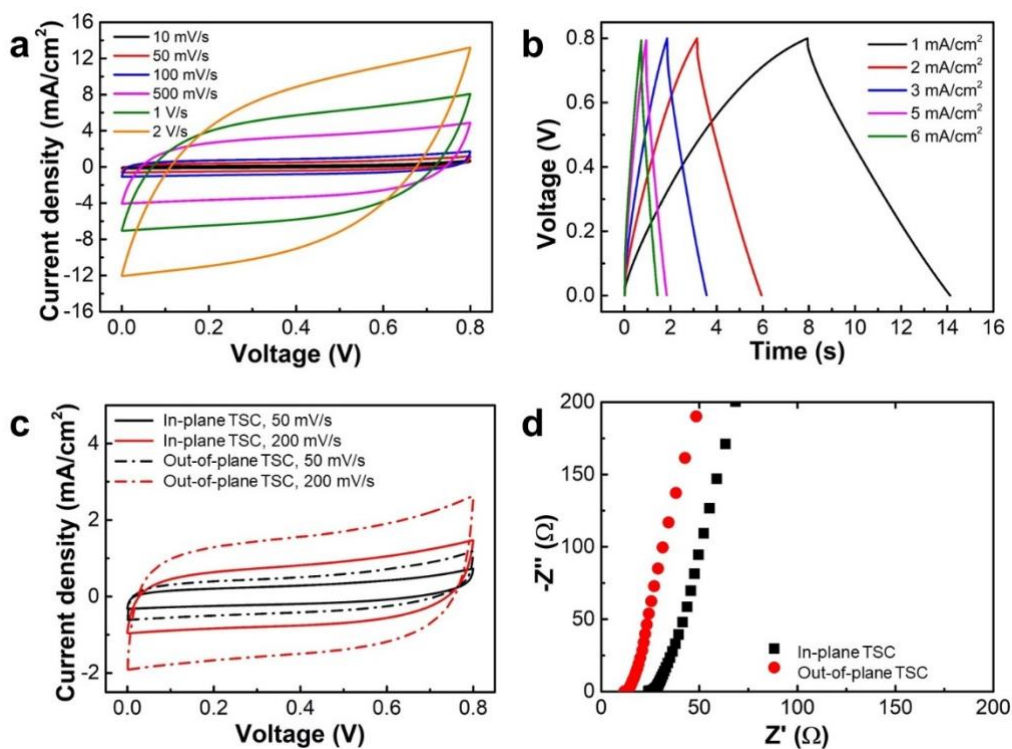 a
16
12
8
4
0
-4
-8
-12
-16
Current density (mA/cm²)
10 mV/s
50 mV/s
100 mV/s
500 mV/s
1 V/s
2 V/s
0.0 0.2 0.4 0.6 0.8
Voltage (V)
b
0.8
0.6
0.4
0.2
0.0
Voltage (V)
1 mA/cm²
2 mA/cm²
3 mA/cm²
5 mA/cm²
6 mA/cm²
0 2 4 6 8 10 12 14 16
Time (s)
c
4
2
0
-2
Current density (mA/cm²)
In-plane TSC, 50 mV/s
In-plane TSC, 200 mV/s
Out-of-plane TSC, 50 mV/s
Out-of-plane TSC, 200 mV/s
0.0 0.2 0.4 0.6 0.8
Voltage (V)
d
200
150
100
50
0
-Z'' (Ω)
In-plane TSC
Out-of-plane TSC
0 50 100 150 200
Z' (Ω)